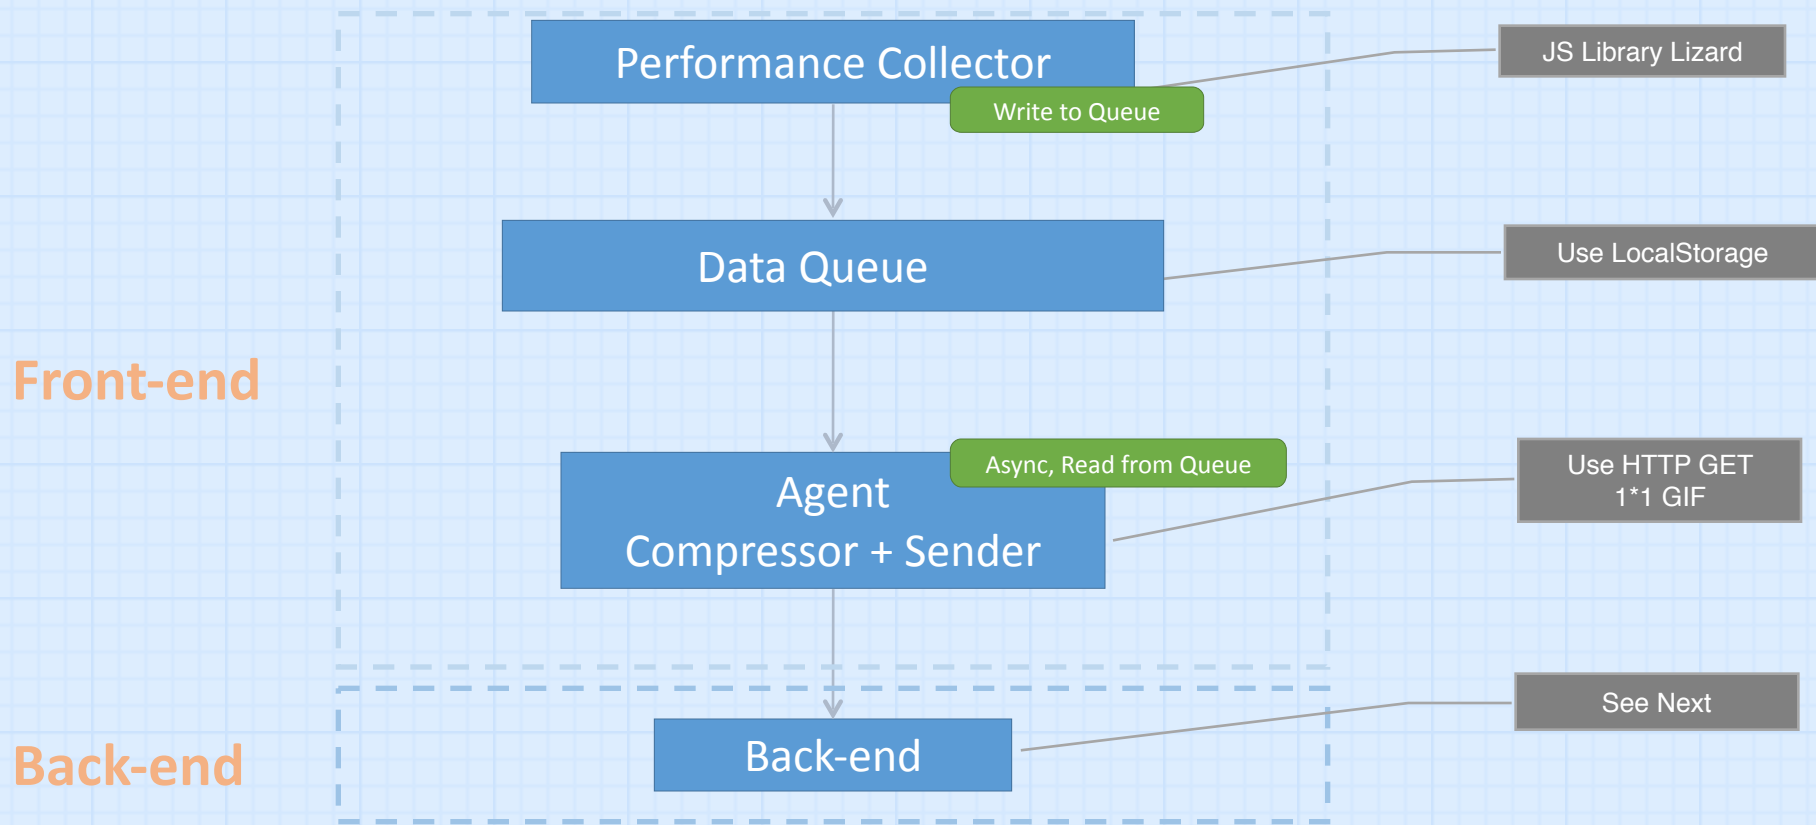 Performance Collector
JS Library Lizard
Write to Queue
Data Queue
Use LocalStorage
Front-end
Async, Read from Queue
Agent
Compressor + Sender
Use HTTP GET
1*1 GIF
See Next
Back-end
Back-end